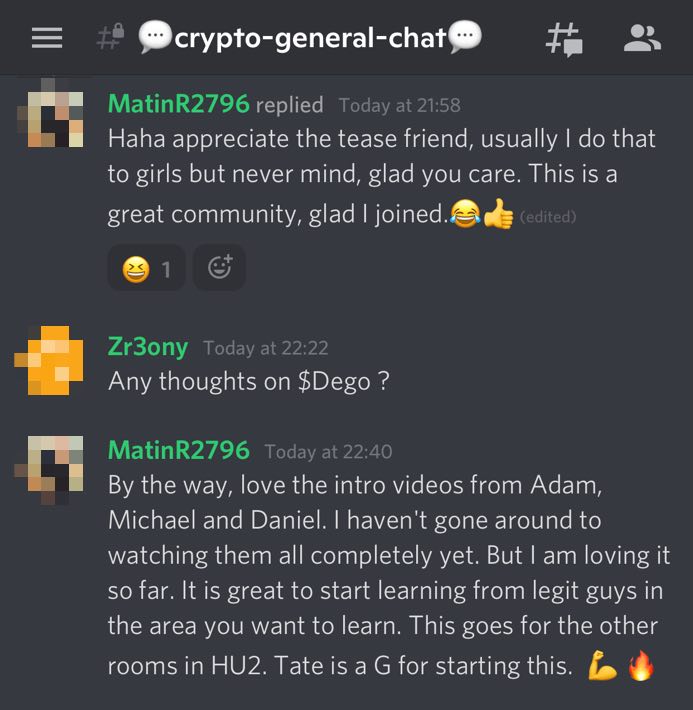 💬crypto-general-chat💬
MatinR2796 replied Today at 21:58
Haha appreciate the tease friend, usually I do that
to girls but never mind, glad you care. This is a
great community, glad I joined.😂👍 (edited)
😆 1
Zr3ony Today at 22:22
Any thoughts on $Dego ?
MatinR2796 Today at 22:40
By the way, love the intro videos from Adam,
Michael and Daniel. I haven't gone around to
watching them all completely yet. But I am loving it
so far. It is great to start learning from legit guys in
the area you want to learn. This goes for the other
rooms in HU2. Tate is a G for starting this. 💪🔥